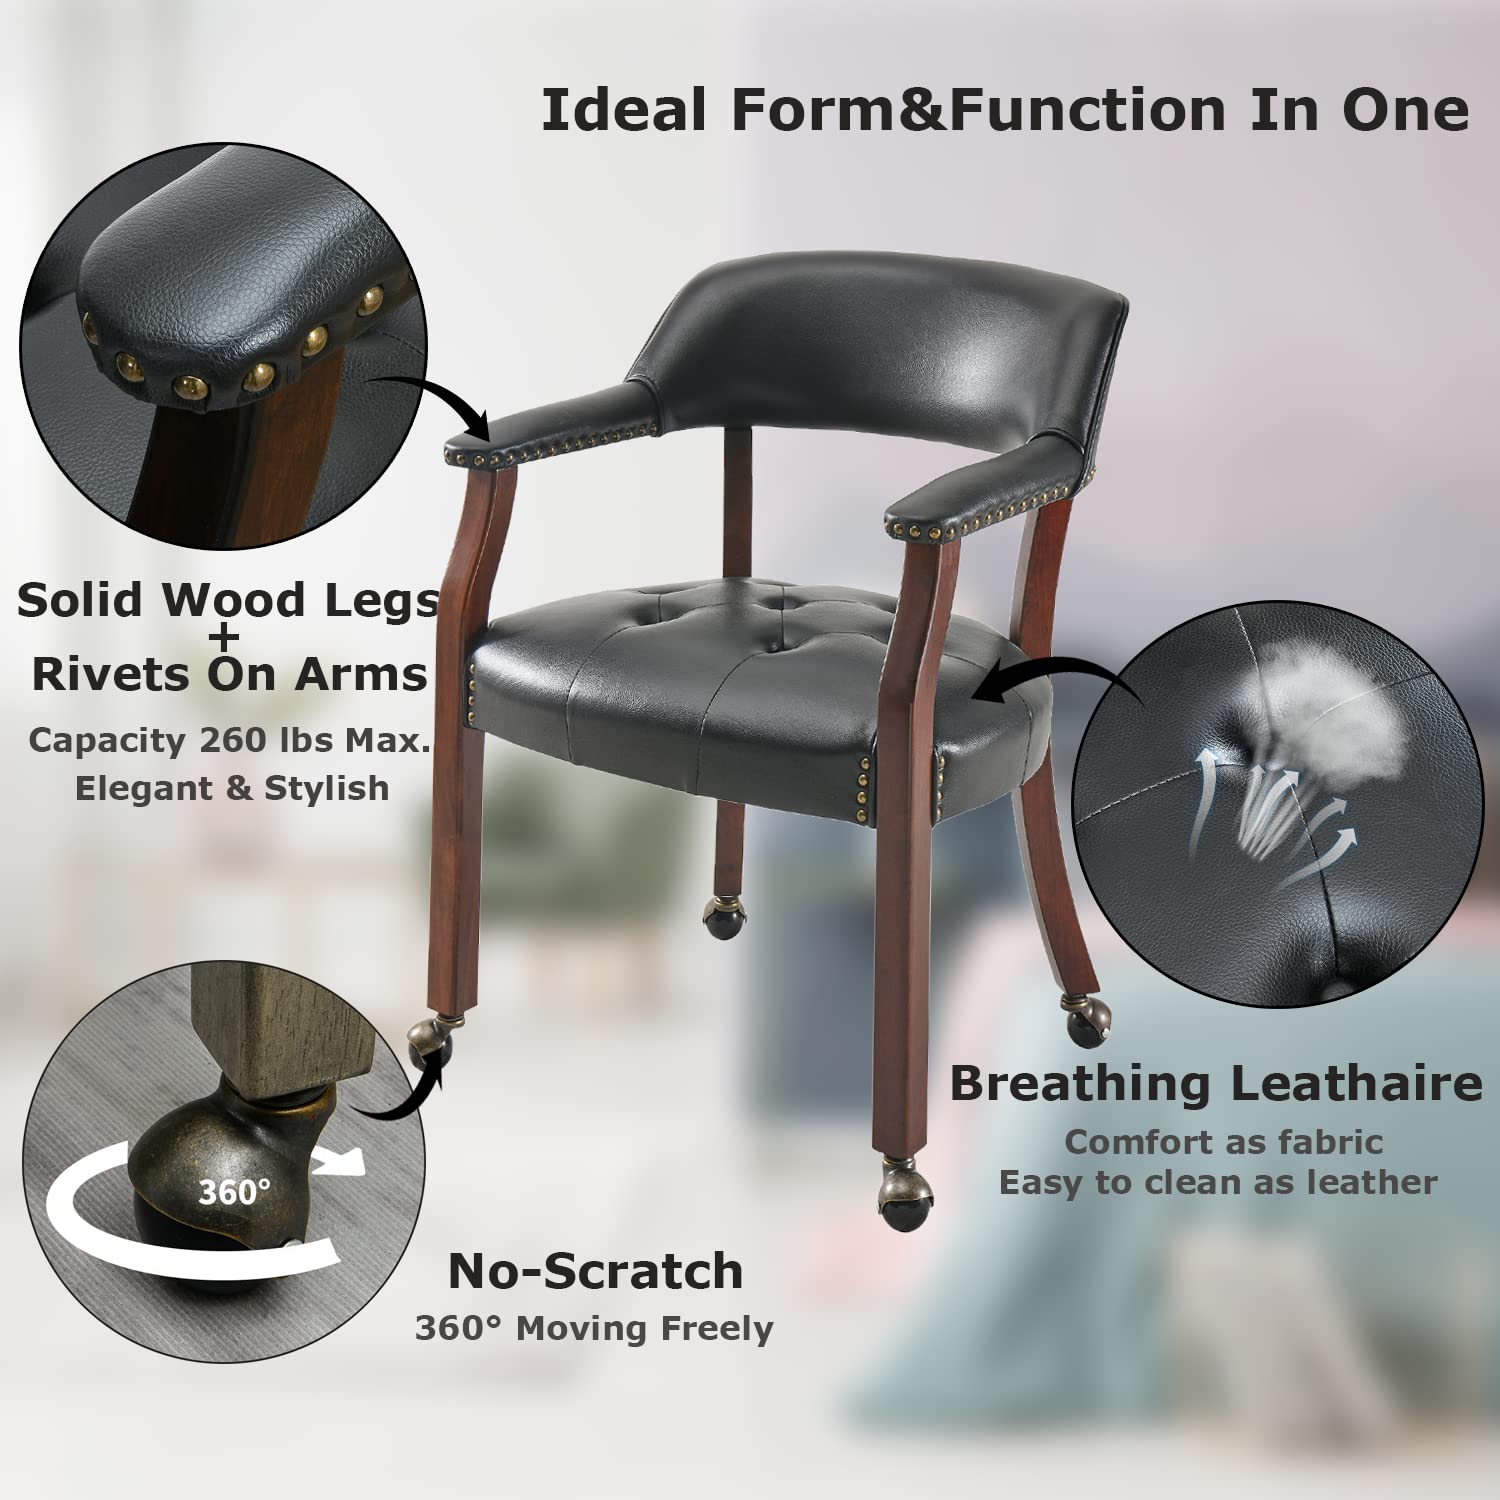 Ideal Form&Function In One
Solid Wood Legs
+
Rivets On Arms
Capacity 260 lbs Max.
Elegant & Stylish
Breathing Leathaire
Comfort as fabric
Easy to clean as leather
360°
No-Scratch
360° Moving Freely